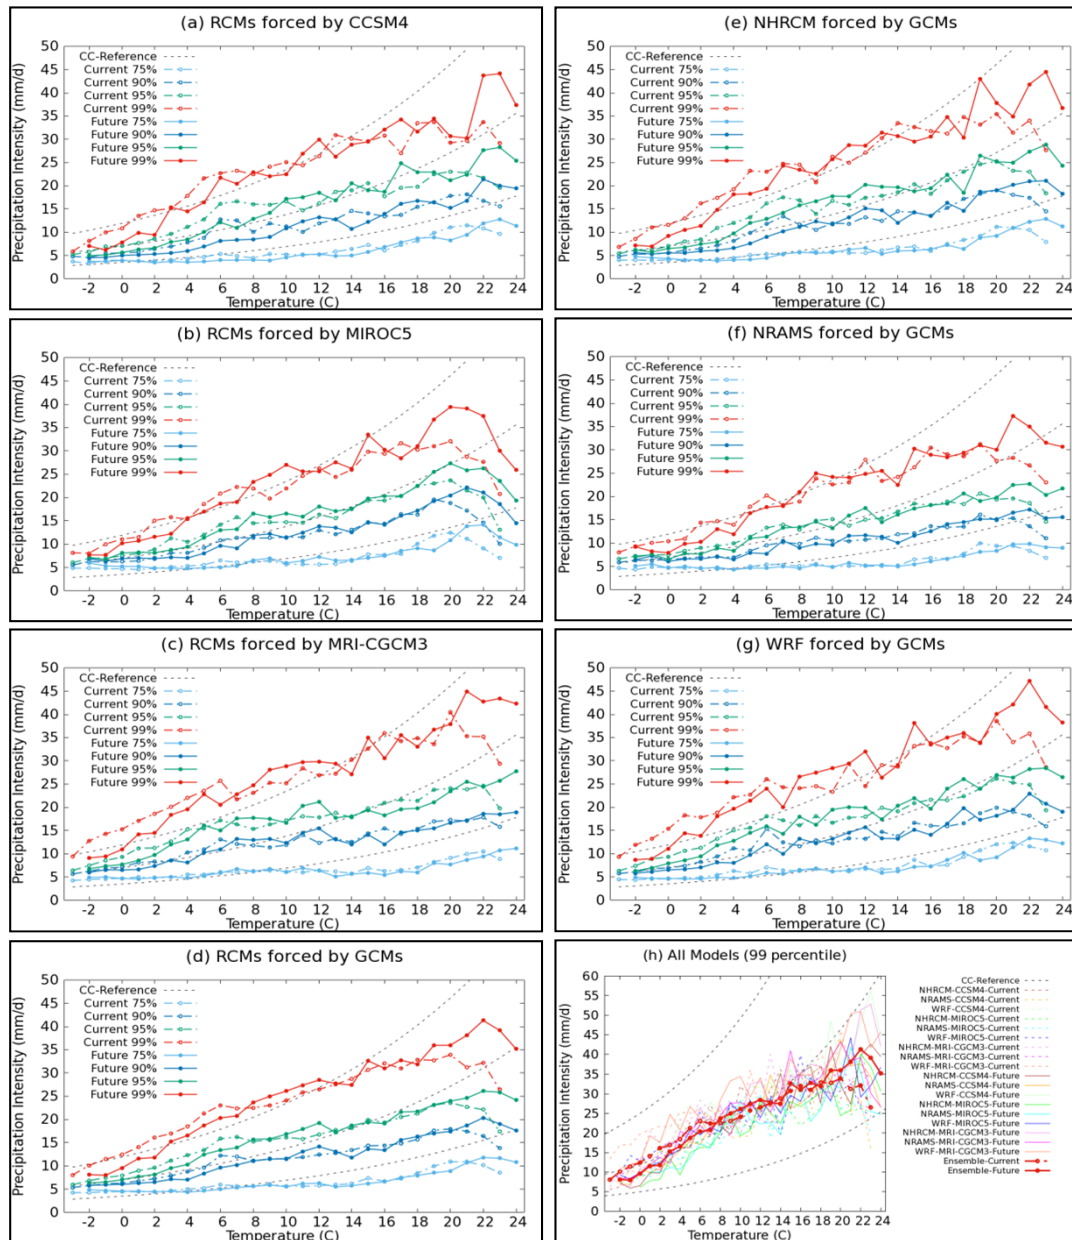 (a) RCMs forced by CCSM4
Precipitation Intensity (mm/d)
50
45
40
35
30
25
20
15
10
5
0
CC-Reference
Current 75%
Current 90%
Current 95%
Current 99%
Future 75%
Future 90%
Future 95%
Future 99%
-2 0 2 4 6 8 10 12 14 16 18 20 22 24
Temperature (C)
(e) NHRCM forced by GCMs
Precipitation Intensity (mm/d)
50
45
40
35
30
25
20
15
10
5
0
CC-Reference
Current 75%
Current 90%
Current 95%
Current 99%
Future 75%
Future 90%
Future 95%
Future 99%
-2 0 2 4 6 8 10 12 14 16 18 20 22 24
Temperature (C)
(b) RCMs forced by MIROC5
Precipitation Intensity (mm/d)
50
45
40
35
30
25
20
15
10
5
0
CC-Reference
Current 75%
Current 90%
Current 95%
Current 99%
Future 75%
Future 90%
Future 95%
Future 99%
-2 0 2 4 6 8 10 12 14 16 18 20 22 24
Temperature (C)
(f) NRAMS forced by GCMs
Precipitation Intensity (mm/d)
50
45
40
35
30
25
20
15
10
5
0
CC-Reference
Current 75%
Current 90%
Current 95%
Current 99%
Future 75%
Future 90%
Future 95%
Future 99%
-2 0 2 4 6 8 10 12 14 16 18 20 22 24
Temperature (C)
(c) RCMs forced by MRI-CGCM3
Precipitation Intensity (mm/d)
50
45
40
35
30
25
20
15
10
5
0
CC-Reference
Current 75%
Current 90%
Current 95%
Current 99%
Future 75%
Future 90%
Future 95%
Future 99%
-2 0 2 4 6 8 10 12 14 16 18 20 22 24
Temperature (C)
(g) WRF forced by GCMs
Precipitation Intensity (mm/d)
50
45
40
35
30
25
20
15
10
5
0
CC-Reference
Current 75%
Current 90%
Current 95%
Current 99%
Future 75%
Future 90%
Future 95%
Future 99%
-2 0 2 4 6 8 10 12 14 16 18 20 22 24
Temperature (C)
(d) RCMs forced by GCMs
Precipitation Intensity (mm/d)
50
45
40
35
30
25
20
15
10
5
0
CC-Reference
Current 75%
Current 90%
Current 95%
Current 99%
Future 75%
Future 90%
Future 95%
Future 99%
-2 0 2 4 6 8 10 12 14 16 18 20 22 24
Temperature (C)
(h) All Models (99 percentile)
Precipitation Intensity (mm/d)
60
55
50
45
40
35
30
25
20
15
10
5
0
-2 0 2 4 6 8 10 12 14 16 18 20 22 24
Temperature (C)
CC-Reference
NHRCM-CCSM4-Current
NRAMS-CCSM4-Current
WRF-CCSM4-Current
NHRCM-MIROC5-Current
NRAMS-MIROC5-Current
WRF-MIROC5-Current
NHRCM-MRI-CGCM3-Current
NRAMS-MRI-CGCM3-Current
WRF-MRI-CGCM3-Current
NHRCM-CCSM4-Future
NRAMS-CCSM4-Future
WRF-CCSM4-Future
NHRCM-MIROC5-Future
NRAMS-MIROC5-Future
WRF-MIROC5-Future
NHRCM-MRI-CGCM3-Future
NRAMS-MRI-CGCM3-Future
WRF-MRI-CGCM3-Future
Ensemble-Current
Ensemble-Future